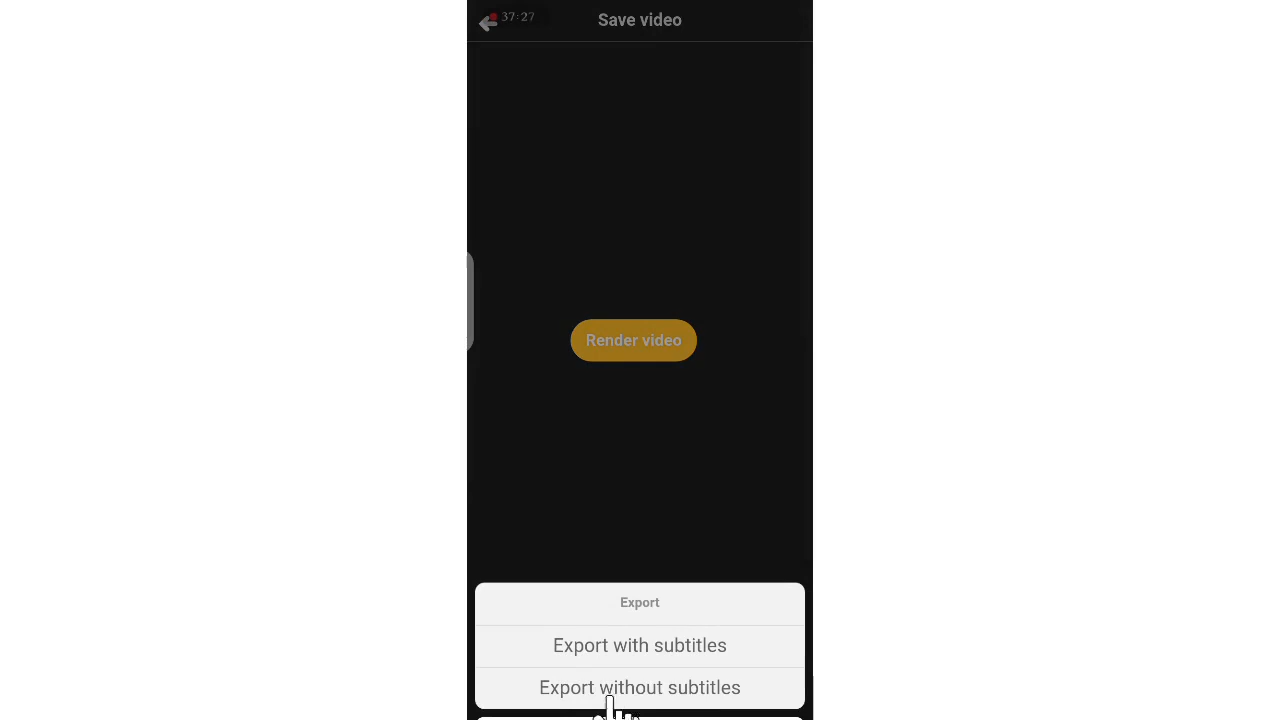 37:27
Save video
Render video
Export
Export with subtitles
Export without subtitles